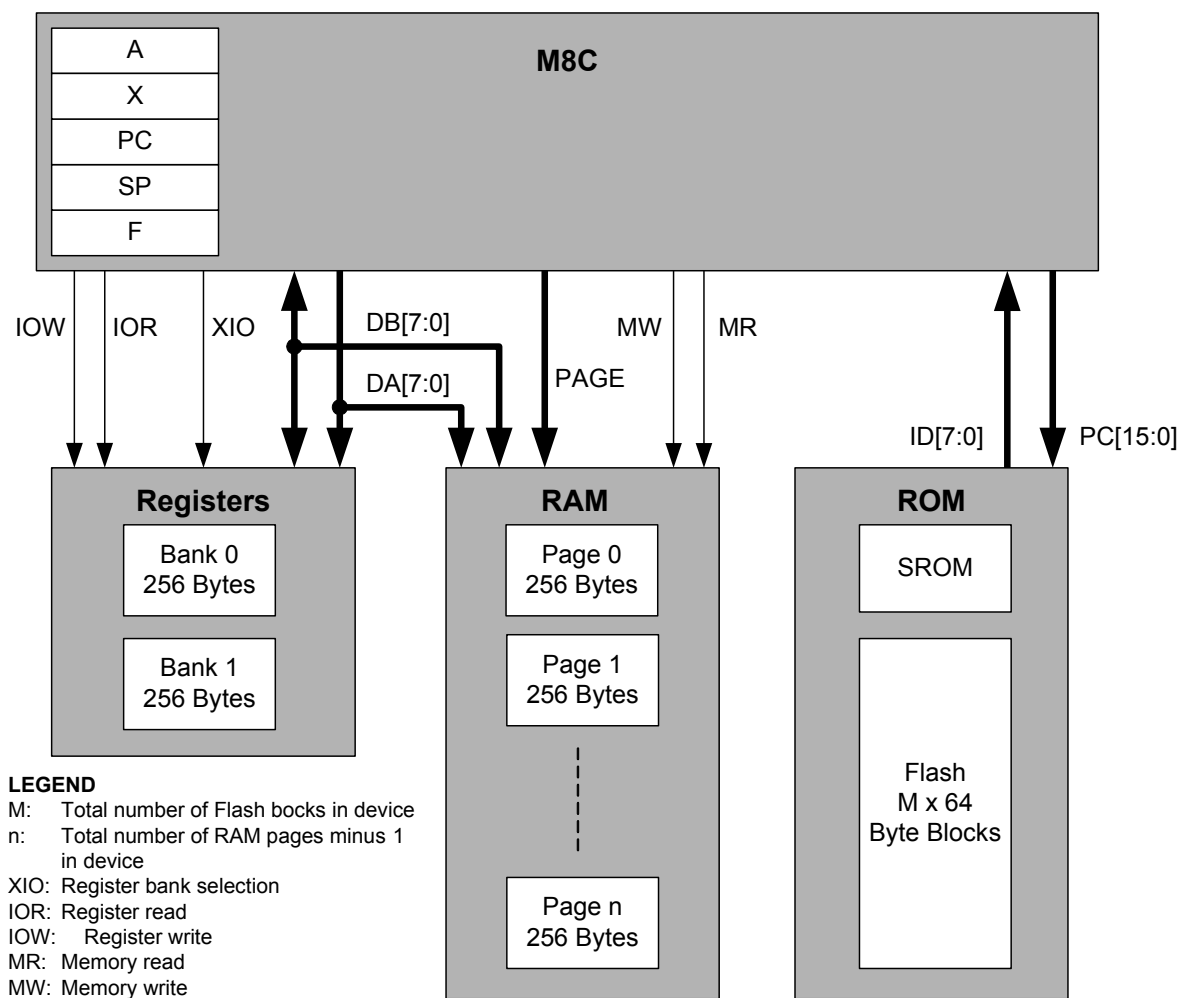 M8C
A
X
PC
SP
F
IOW
IOR
XIO
DB[7:0]
DA[7:0]
PAGE
MW
MR
ID[7:0]
PC[15:0]
Registers
Bank 0
256 Bytes
Bank 1
256 Bytes
RAM
Page 0
256 Bytes
Page 1
256 Bytes
Page n
256 Bytes
ROM
SROM
Flash
M x 64
Byte Blocks
LEGEND
M: Total number of Flash bocks in device
n: Total number of RAM pages minus 1
in device
XIO: Register bank selection
IOR: Register read
IOW: Register write
MR: Memory read
MW: Memory write